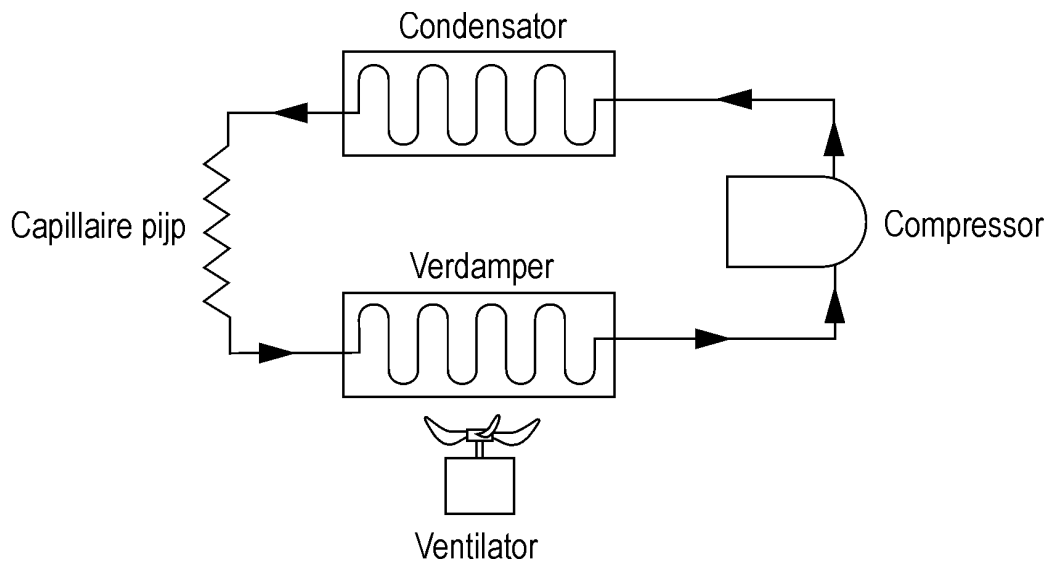 Condensator
Capillaire pijp
Compressor
Verdamper
Ventilator